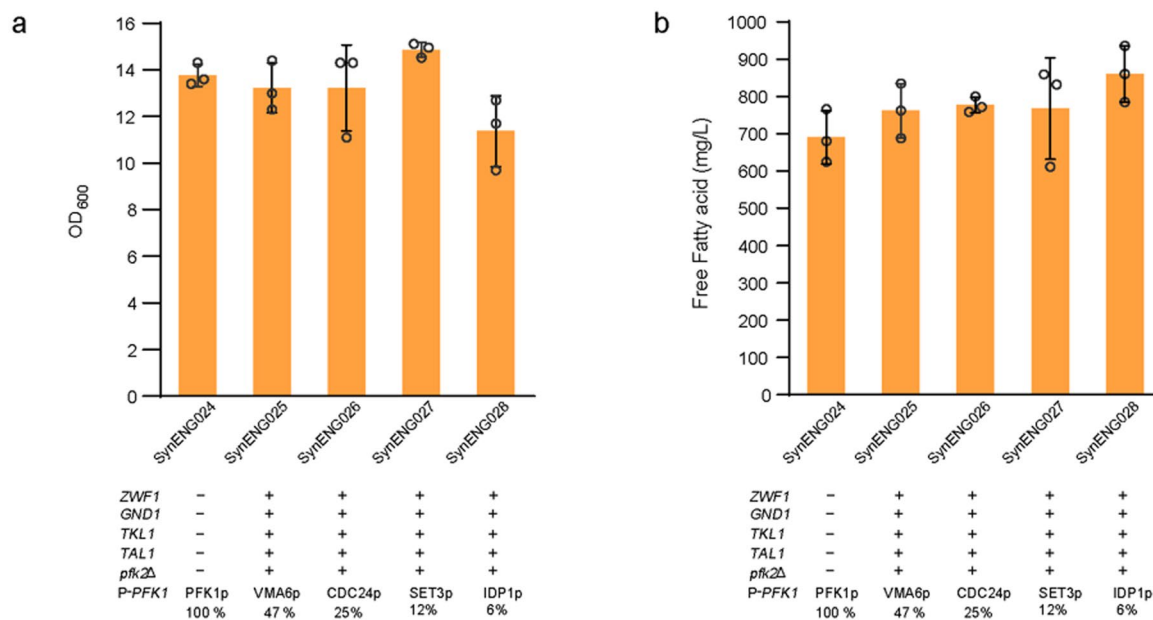 a
16
14
12
10
8
6
4
2
0
OD600
SynENG024
SynENG025
SynENG026
SynENG027
SynENG028
ZWF1 – + + + +
GND1 – + + + +
TKL1 – + + + +
TAL1 – + + + +
pfk2Δ – + + + +
P-PFK1 PFK1p VMA6p CDC24p SET3p IDP1p
100 % 47 % 25% 12% 6%
b
1000
900
800
700
600
500
400
300
200
100
0
Free Fatty acid (mg/L)
SynENG024
SynENG025
SynENG026
SynENG027
SynENG028
ZWF1 – + + + +
GND1 – + + + +
TKL1 – + + + +
TAL1 – + + + +
pfk2Δ – + + + +
P-PFK1 PFK1p VMA6p CDC24p SET3p IDP1p
100 % 47 % 25% 12% 6%